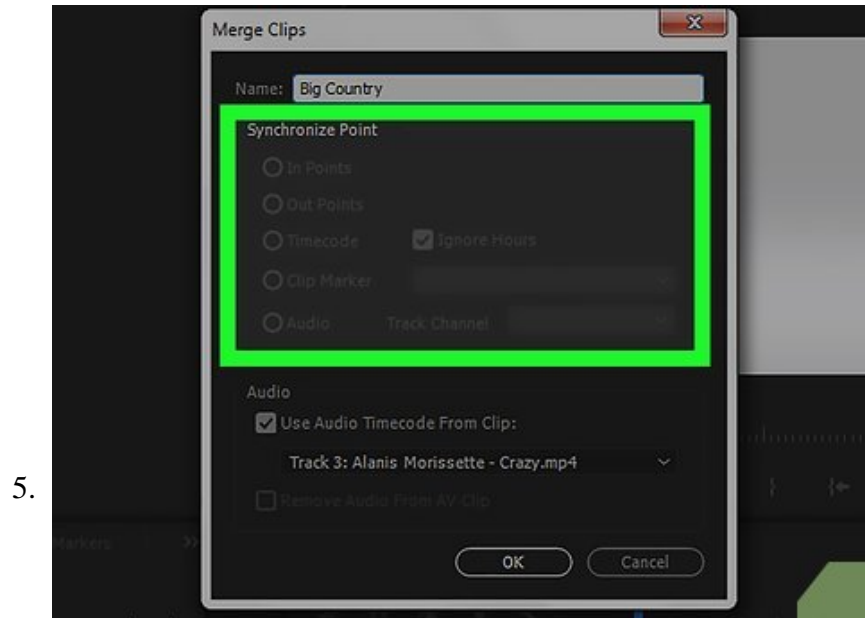 Merge Clips
Name: Big Country
Synchronize Point
In Points
Out Points
Timecode Ignore Hours
Clip Marker
Audio Track Channel
Audio
Use Audio Timecode From Clip:
Track 3: Alanis Morissette - Crazy.mp4
5.
Remove Audio From AV Clip
Markers
OK Cancel